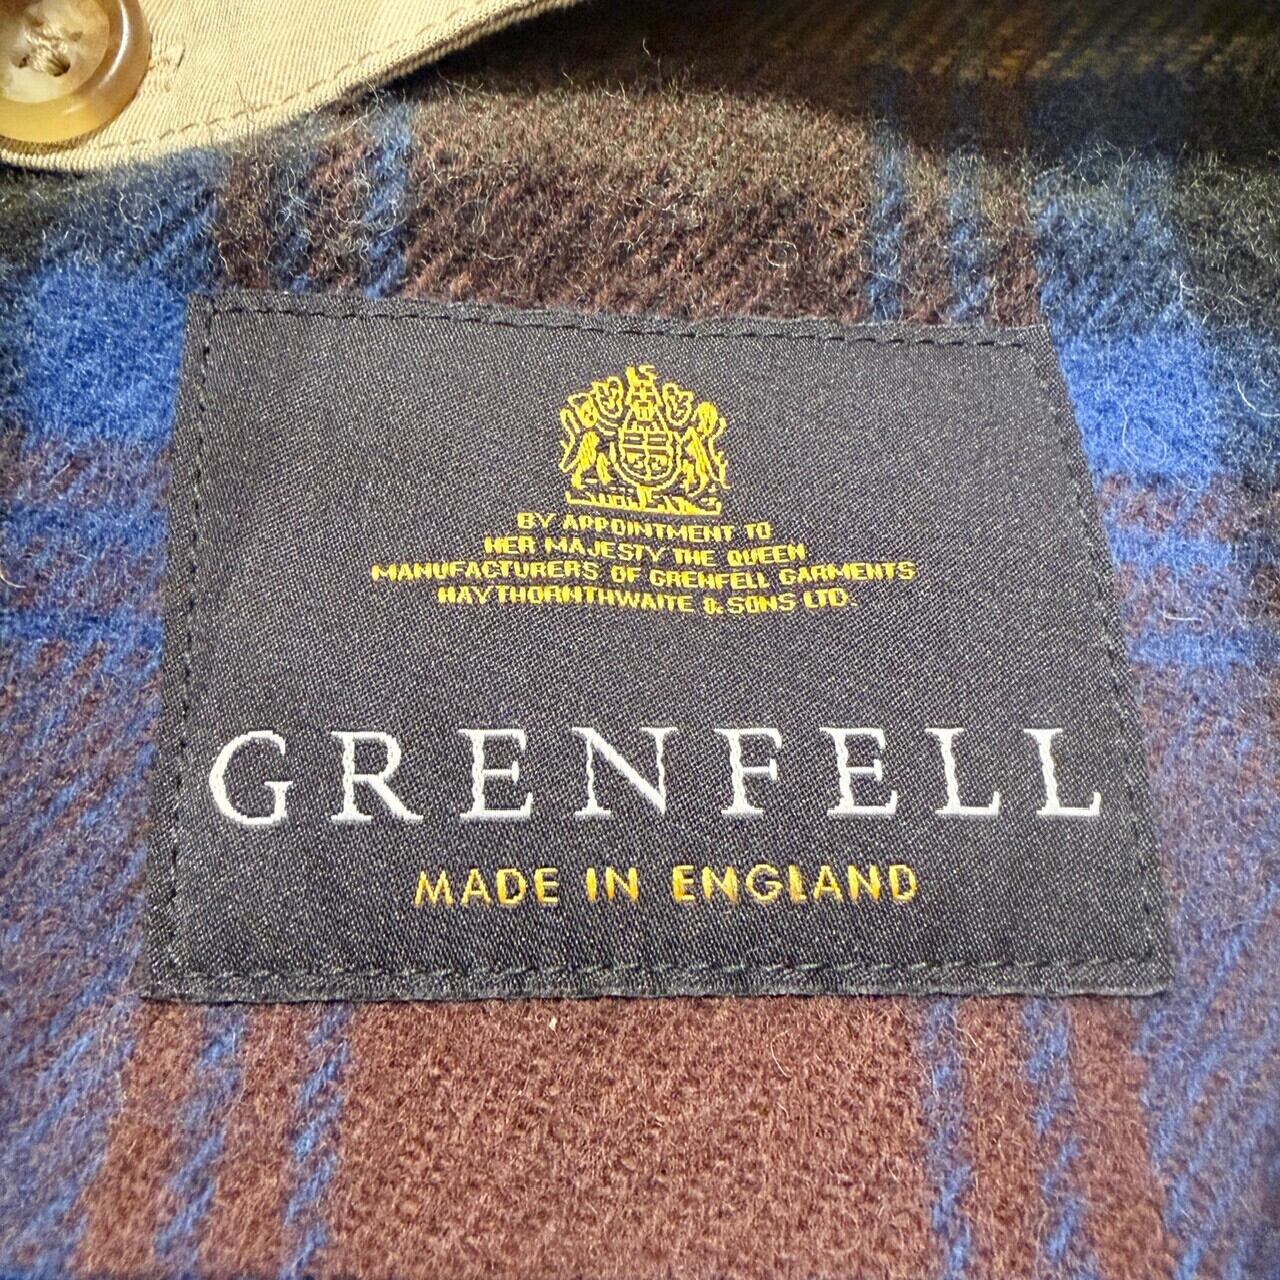 BY APPOINTMENT TO
HER MAJESTY THE QUEEN
MANUFACTURERS OF GRENFELL GARMENTS
HAYTHORNTHWAITE & SONS LTD.
GRENFELL
MADE IN ENGLAND